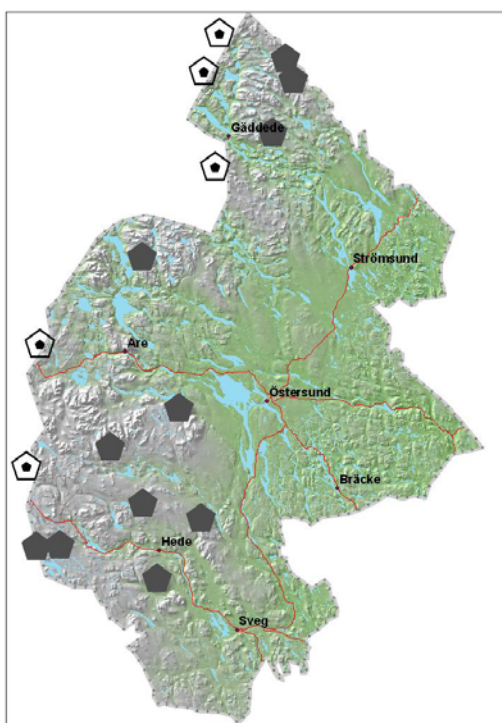 Gäddede
Strömsund
Åre
Östersund
Bräcke
Hede
Sveg